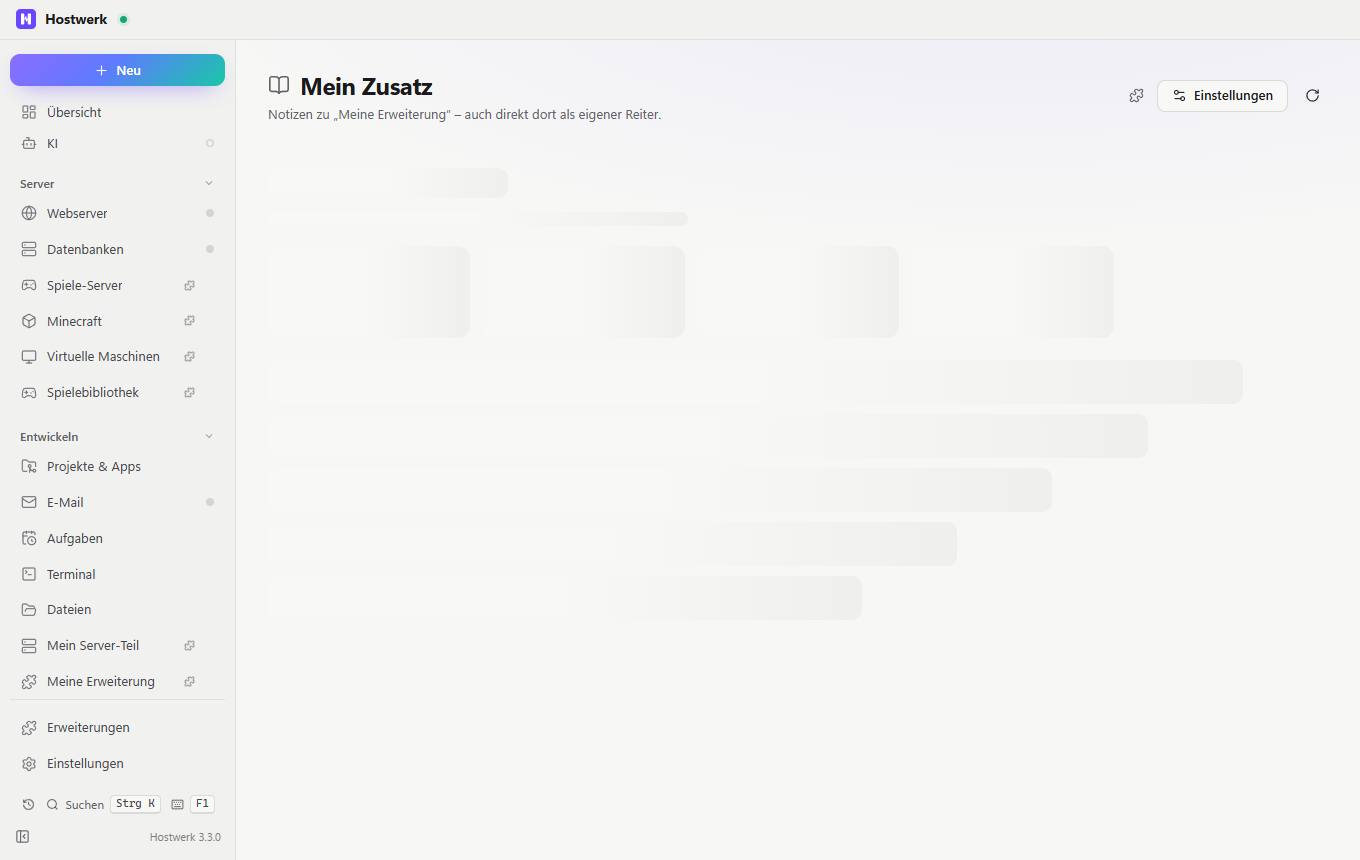 Hostwerk
Neu
Übersicht
KI
Server
Webserver
Datenbanken
Spiele-Server
Minecraft
Virtuelle Maschinen
Spielebibliothek
Entwickeln
Projekte & Apps
E-Mail
Aufgaben
Terminal
Dateien
Mein Server-Teil
Meine Erweiterung
Erweiterungen
Einstellungen
Suchen Strg K F1
Hostwerk 3.3.0
Mein Zusatz
Notizen zu „Meine Erweiterung“ – auch direkt dort als eigener Reiter.
Einstellungen